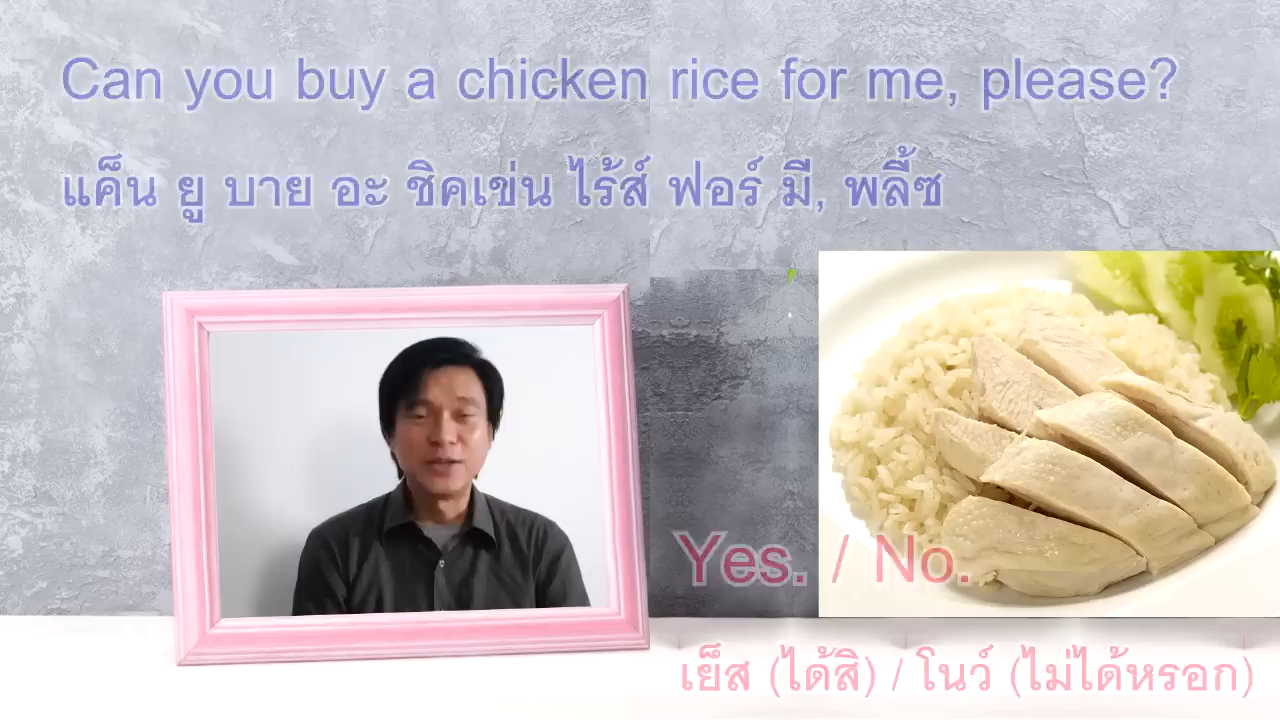 Can you buy a chicken rice for me, please?
แค็น ยู บาย อะ ชิคเข่น ไร้ส์ ฟอร์ มี, พลี้ซ
Yes. / No.
เย็ส (ได้สิ) / โนว์ (ไม่ได้หรอก)